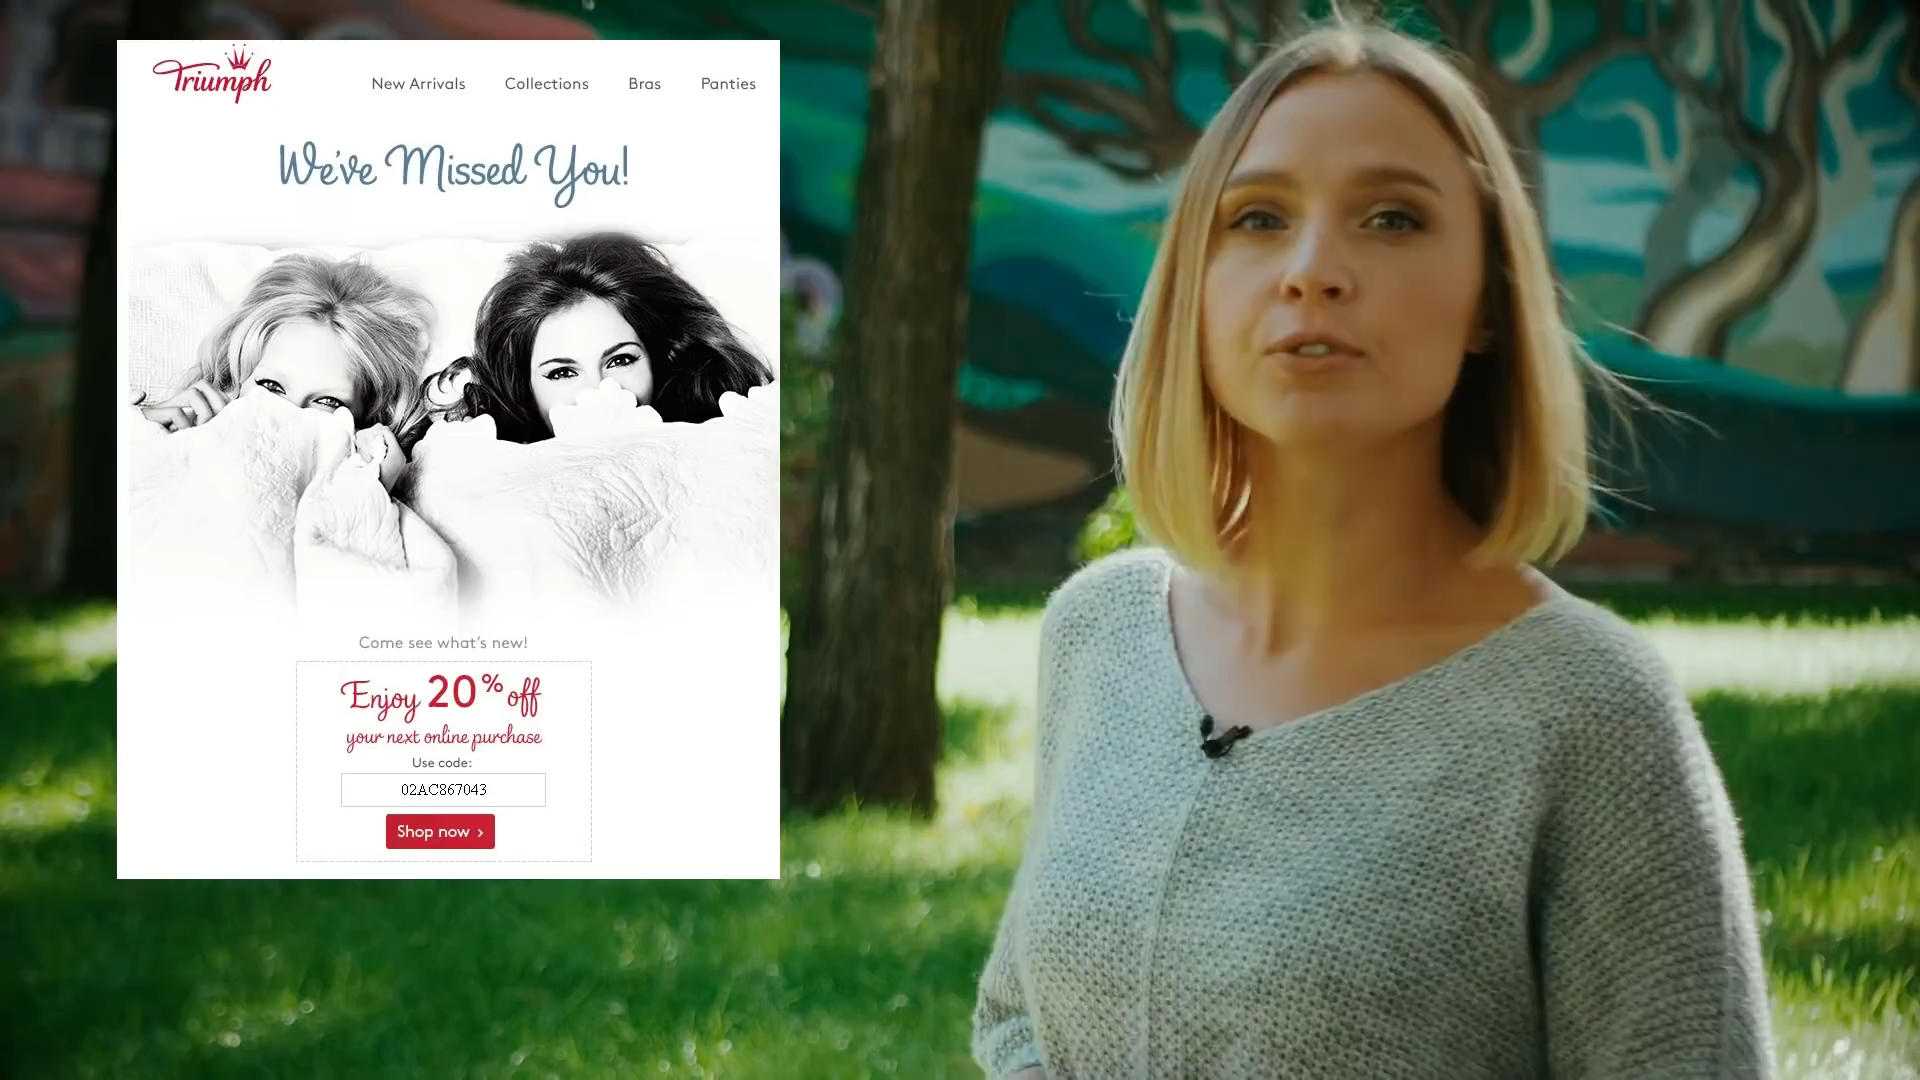 Triumph
New Arrivals Collections Bras Panties
We've Missed You!
Come see what's new!
Enjoy 20% off
your next online purchase
Use code:
02AC867043
Shop now ›